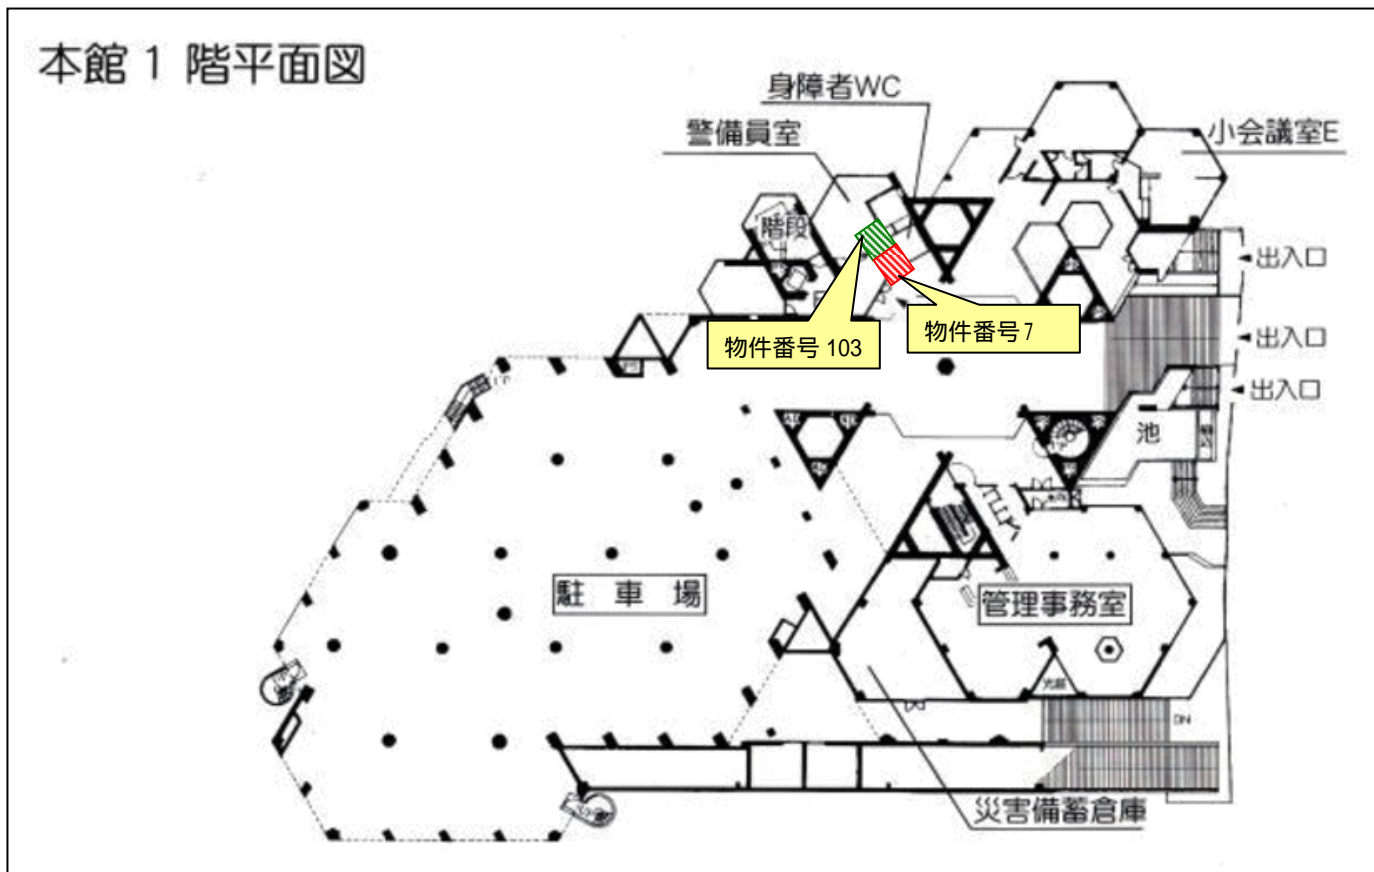 本館 1 階平面図
身障者WC
警備員室
小会議室E
階段
出入口
物件番号 103
物件番号 7
出入口
出入口
池
駐 車 場
管理事務室
光庭
DN
災害備蓄倉庫